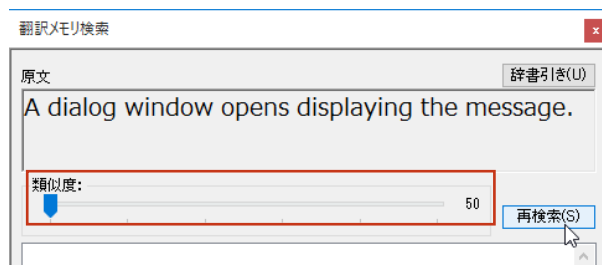 翻訳メモリ検索
x
原文
辞書引き(U)
A dialog window opens displaying the message.
類似度:
50
再検索(S)